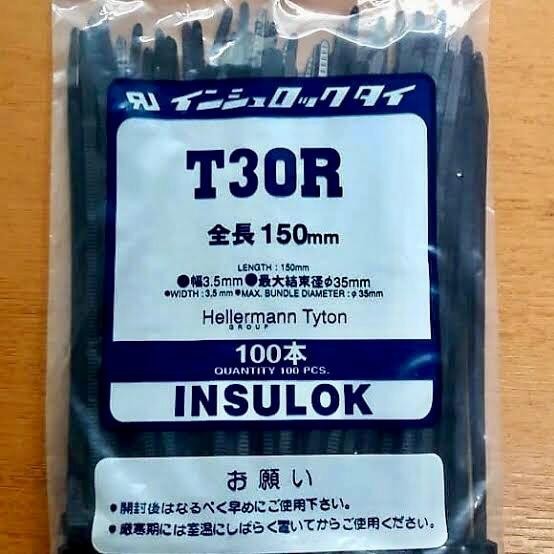 インシュロックタイ
T30R
全長150mm
LENGTH : 150mm
●幅3.5mm●最大結束径φ35mm
●WIDTH : 3,5 mm ●MAX. BUNDLE DIAMETER : φ 35mm
Hellermann Tyton
GROUP
100本
QUANTITY 100 PCS.
INSULOK
お願い
●開封後はなるべく早めにご使用下さい。
●厳寒期には室温にしばらく置いてからご使用ください。